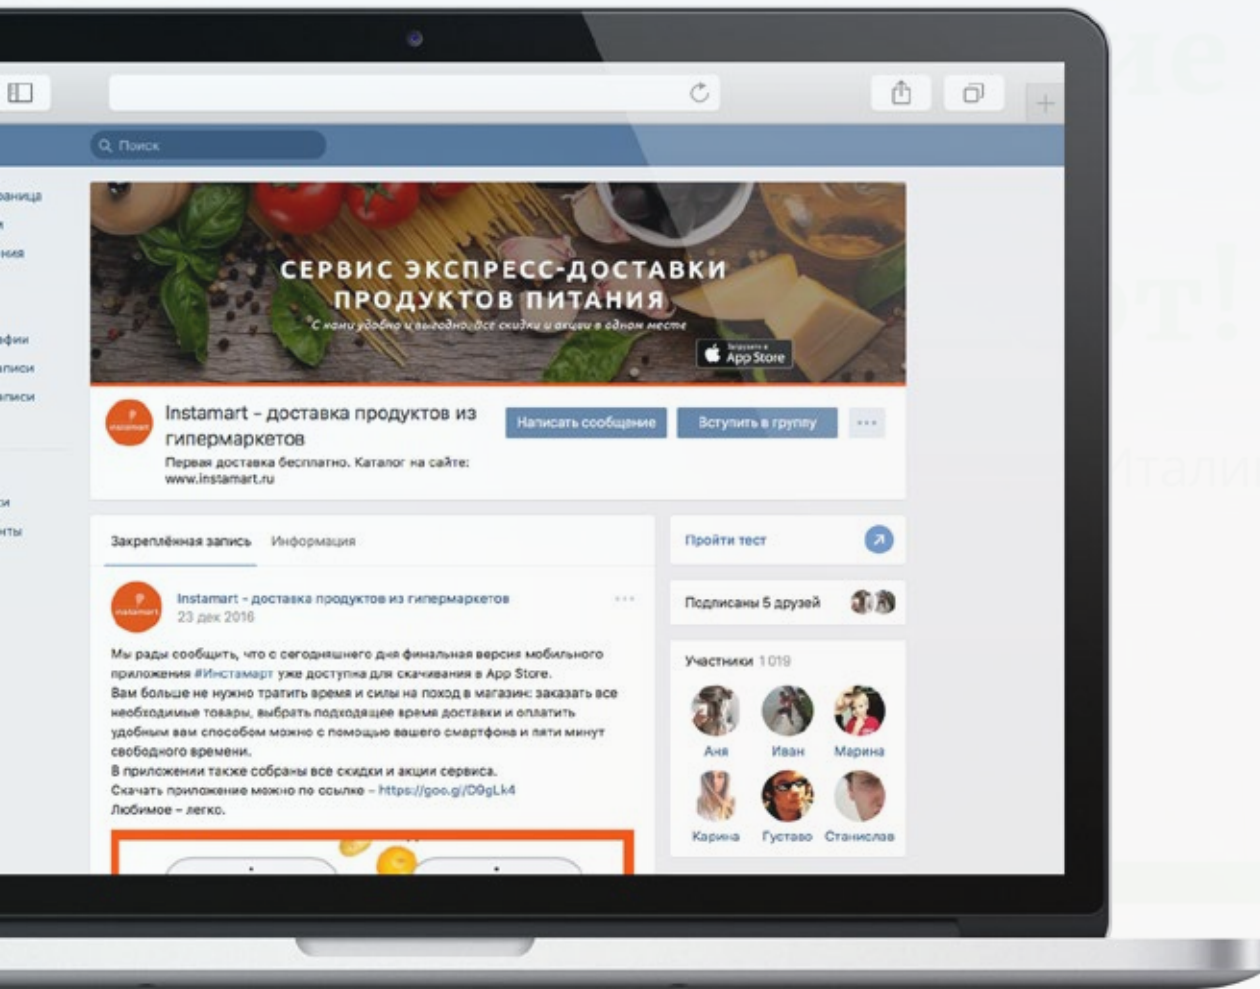 Поиск
СЕРВИС ЭКСПРЕСС-ДОСТАВКИ
ПРОДУКТОВ ПИТАНИЯ
С нами удобно и выгодно. Все скидки и акции в одном месте
Загрузите в
App Store
instamart
Instamart – доставка продуктов из
гипермаркетов
Первая доставка бесплатно. Каталог на сайте:
www.instamart.ru
Написать сообщение
Вступить в группу
Закреплённая запись
Информация
instamart
Instamart – доставка продуктов из гипермаркетов
23 дек 2016
Мы рады сообщить, что с сегодняшнего дня финальная версия мобильного
приложения #Инстамарт уже доступна для скачивания в App Store.
Вам больше не нужно тратить время и силы на поход в магазин: заказать все
необходимые товары, выбрать подходящее время доставки и оплатить
удобным вам способом можно с помощью вашего смартфона и пяти минут
свободного времени.
В приложении также собраны все скидки и акции сервиса.
Скачать приложение можно по ссылке – https://goo.gl/D9gLk4
Любимое – легко.
Пройти тест
Подписаны 5 друзей
Участники 1 019
Аня
Иван
Марина
Карина
Густаво
Станислав